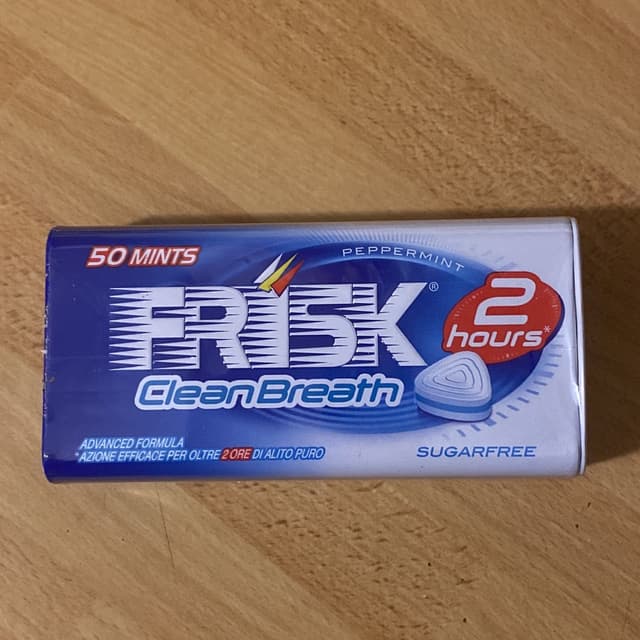 50 MINTS
PEPPERMINT
FRISK®
2
hours*
CleanBreath
ADVANCED FORMULA
*AZIONE EFFICACE PER OLTRE 2 ORE DI ALITO PURO
SUGARFREE